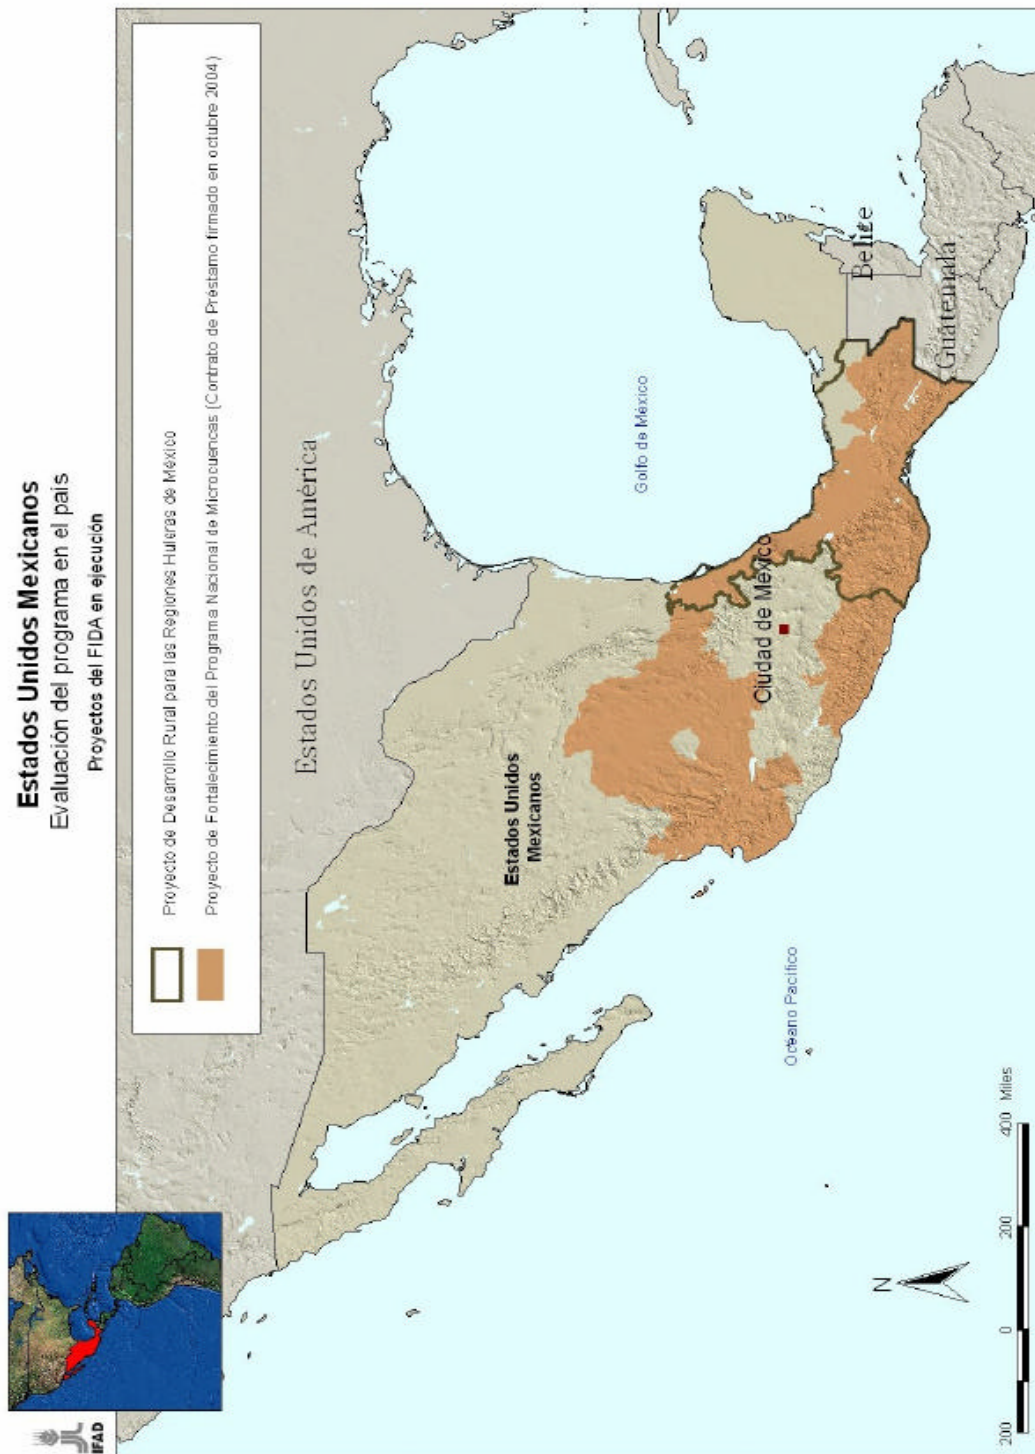 Estados Unidos Mexicanos
Evaluación del programa en el país
Proyectos del FIDA en ejecución
IFAD
Proyecto de Desarrollo Rural para las Regiones Huleras de México
Proyecto de Fortalecimiento del Programa Nacional de Microcuencas (Contrato de Préstamo firmado en octubre 2004)
Estados Unidos de América
Golfo de México
Estados Unidos
Mexicanos
Ciudad de México
Belice
Guatemala
Océano Pacífico
N
200 0 200 400 Miles